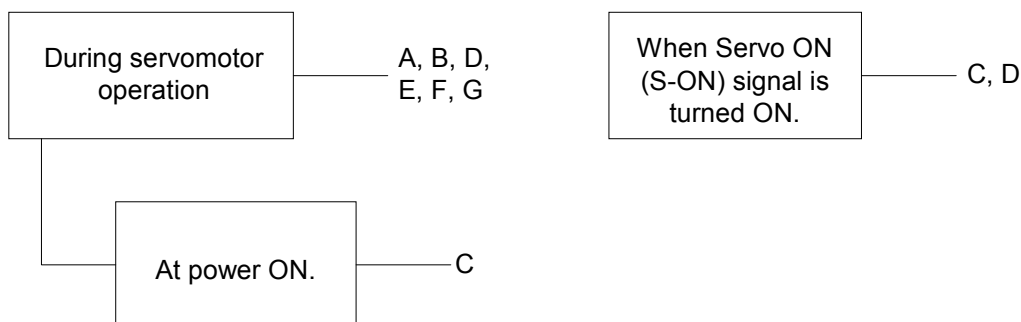 During servomotor
operation
A, B, D,
E, F, G
When Servo ON
(S-ON) signal is
turned ON.
C, D
At power ON.
C